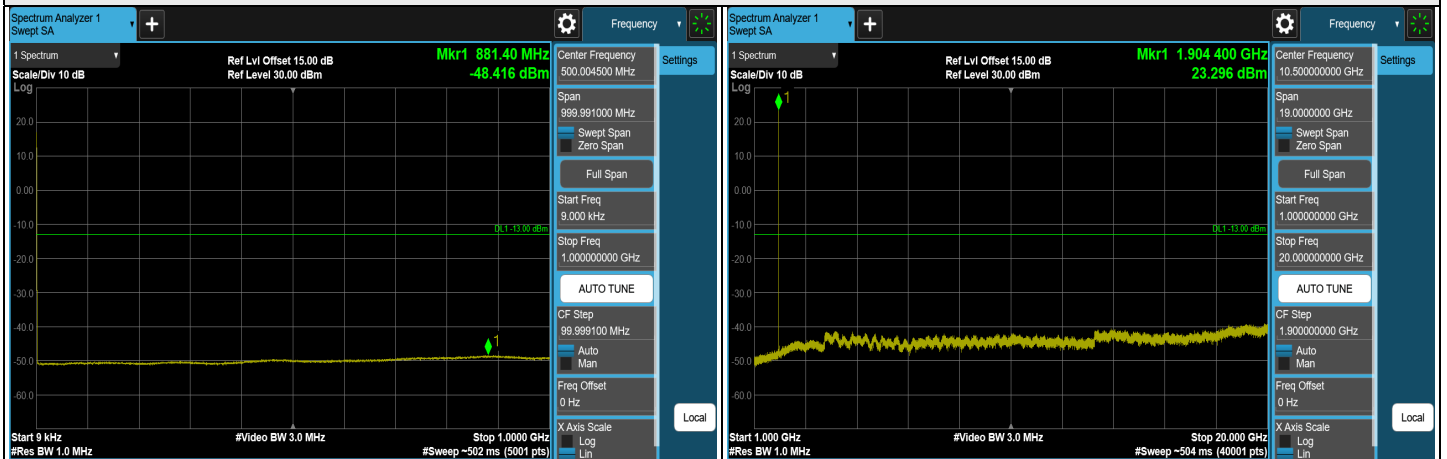 Spectrum Analyzer 1
Swept SA
+
Frequency
1 Spectrum
Scale/Div 10 dB
Log
Ref Lvl Offset 15.00 dB
Ref Level 30.00 dBm
Mkr1 881.40 MHz
-48.416 dBm
1
20.0
10.0
0.00
-10.0
-20.0
-30.0
-40.0
-50.0
-60.0
DL1 -13.00 dBm
Start 9 kHz
#Res BW 1.0 MHz
#Video BW 3.0 MHz
Stop 1.0000 GHz
#Sweep ~502 ms (5001 pts)
Center Frequency
500.004500 MHz
Span
999.991000 MHz
Swept Span
Zero Span
Full Span
Start Freq
9.000 kHz
Stop Freq
1.000000000 GHz
AUTO TUNE
CF Step
99.999100 MHz
Auto
Man
Freq Offset
0 Hz
X Axis Scale
Log
Lin
Settings
Local
Spectrum Analyzer 1
Swept SA
+
Frequency
1 Spectrum
Scale/Div 10 dB
Log
Ref Lvl Offset 15.00 dB
Ref Level 30.00 dBm
Mkr1 1.904 400 GHz
23.296 dBm
1
20.0
10.0
0.00
-10.0
-20.0
-30.0
-40.0
-50.0
-60.0
DL1 -13.00 dBm
Start 1.000 GHz
#Res BW 1.0 MHz
#Video BW 3.0 MHz
Stop 20.000 GHz
#Sweep ~504 ms (40001 pts)
Center Frequency
10.500000000 GHz
Span
19.0000000 GHz
Swept Span
Zero Span
Full Span
Start Freq
1.000000000 GHz
Stop Freq
20.000000000 GHz
AUTO TUNE
CF Step
1.900000000 GHz
Auto
Man
Freq Offset
0 Hz
X Axis Scale
Log
Lin
Settings
Local